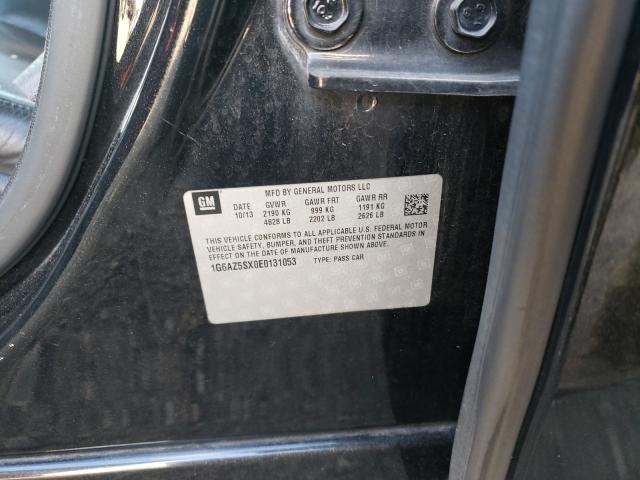 MFD BY GENERAL MOTORS LLC
GM
DATE GVWR GAWR FRT GAWR RR
10/13 2190 KG 999 KG 1191 KG
4828 LB 2202 LB 2626 LB
THIS VEHICLE CONFORMS TO ALL APPLICABLE U.S. FEDERAL MOTOR
VEHICLE SAFETY, BUMPER, AND THEFT PREVENTION STANDARDS IN
EFFECT ON THE DATE OF MANUFACTURE SHOWN ABOVE.
1G6AZ5SX0E0131053 TYPE: PASS CAR